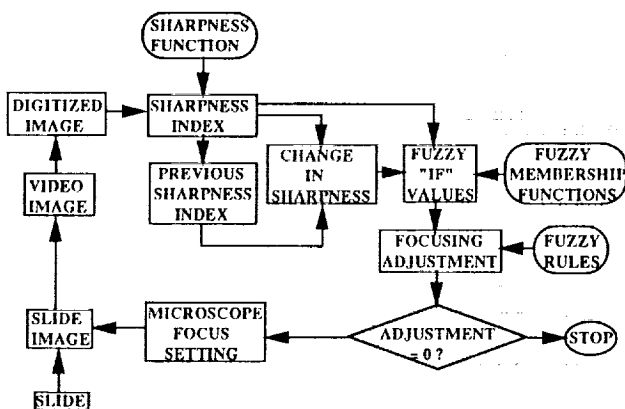 SHARPNESS
FUNCTION
DIGITIZED
IMAGE
SHARPNESS
INDEX
VIDEO
IMAGE
PREVIOUS
SHARPNESS
INDEX
CHANGE
IN
SHARPNESS
FUZZY
"IF"
VALUES
FUZZY
MEMBERSHIP
FUNCTIONS
FOCUSING
ADJUSTMENT
FUZZY
RULES
SLIDE
IMAGE
MICROSCOPE
FOCUS
SETTING
ADJUSTMENT
= 0 ?
STOP
SLIDE